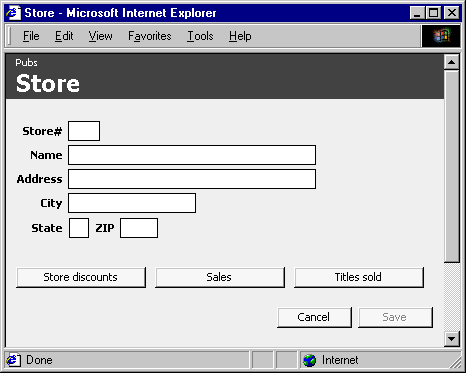 Store - Microsoft Internet Explorer
File Edit View Favorites Tools Help
Pubs
Store
Store#
Name
Address
City
State ZIP
Store discounts Sales Titles sold
Cancel Save
Done Internet